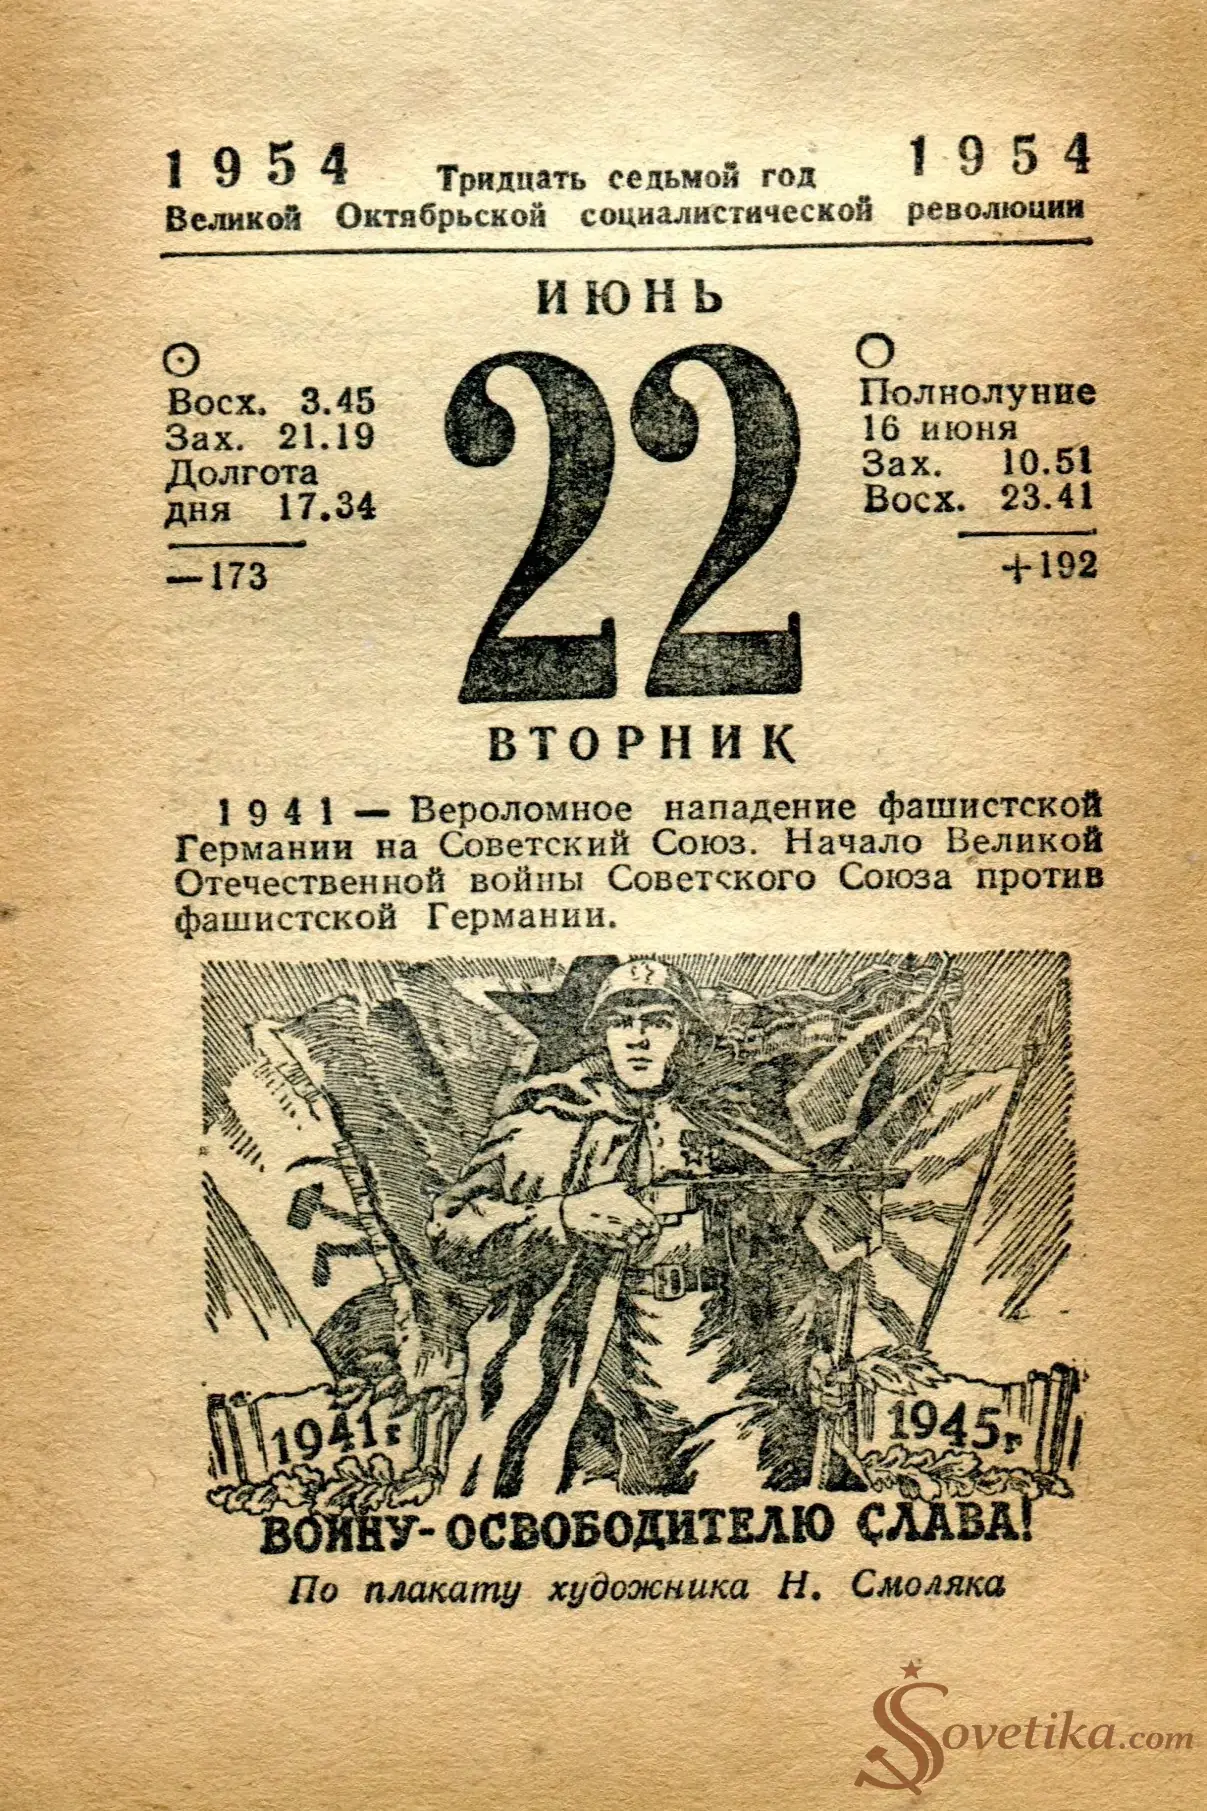 1954 Тридцать седьмой год 1954
Великой Октябрьской социалистической революции
ИЮНЬ
22
Восх. 3.45
Зах. 21.19
Долгота
дня 17.34
—173
Полнолуние
16 июня
Зах. 10.51
Восх. 23.41
+192
ВТОРНИК
1941 — Вероломное нападение фашистской
Германии на Советский Союз. Начало Великой
Отечественной войны Советского Союза против
фашистской Германии.
1941г
1945г
ВОИНУ-ОСВОБОДИТЕЛЮ СЛАВА!
По плакату художника Н. Смоляка
Sovetika.com